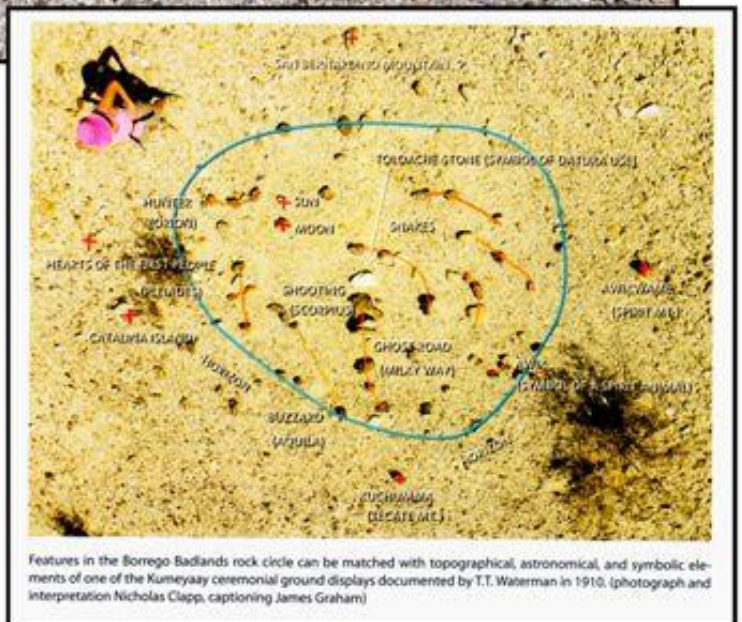 SAN BERNARDINO MOUNTAIN ?
TOLOACHE STONE (SYMBOL OF DATURA USE)
HUNTER
(ORION)
SUN
MOON
SNAKES
HEARTS OF THE FIRST PEOPLE
(PLEIADES)
SHOOTING
(SCORPIUS)
AWIKWAME
(SPIRIT MT.)
CATALINA ISLAND
GHOST ROAD
(MILKY WAY)
HORIZON
(SYMBOL OF A SPIRIT ANIMAL)
BUZZARD
(AQUILA)
HORIZON
KUCHUMAA
(TECATE MT.)
Features in the Borrego Badlands rock circle can be matched with topographical, astronomical, and symbolic ele-
ments of one of the Kumeyaay ceremonial ground displays documented by T.T. Waterman in 1910. (photograph and
interpretation Nicholas Clapp, captioning James Graham)